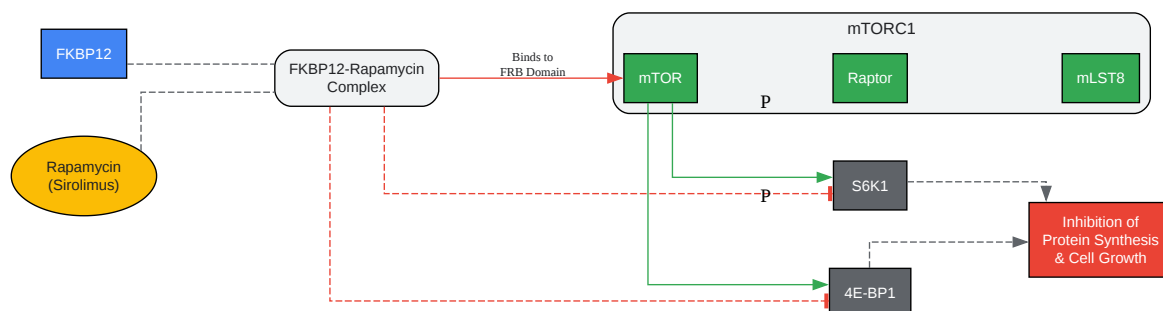 mTORC1
FKBP12
FKBP12-Rapamycin
Complex
Binds to
FRB Domain
mTOR
Raptor
mLST8
P
Rapamycin
(Sirolimus)
S6K1
P
Inhibition of
Protein Synthesis
& Cell Growth
4E-BP1